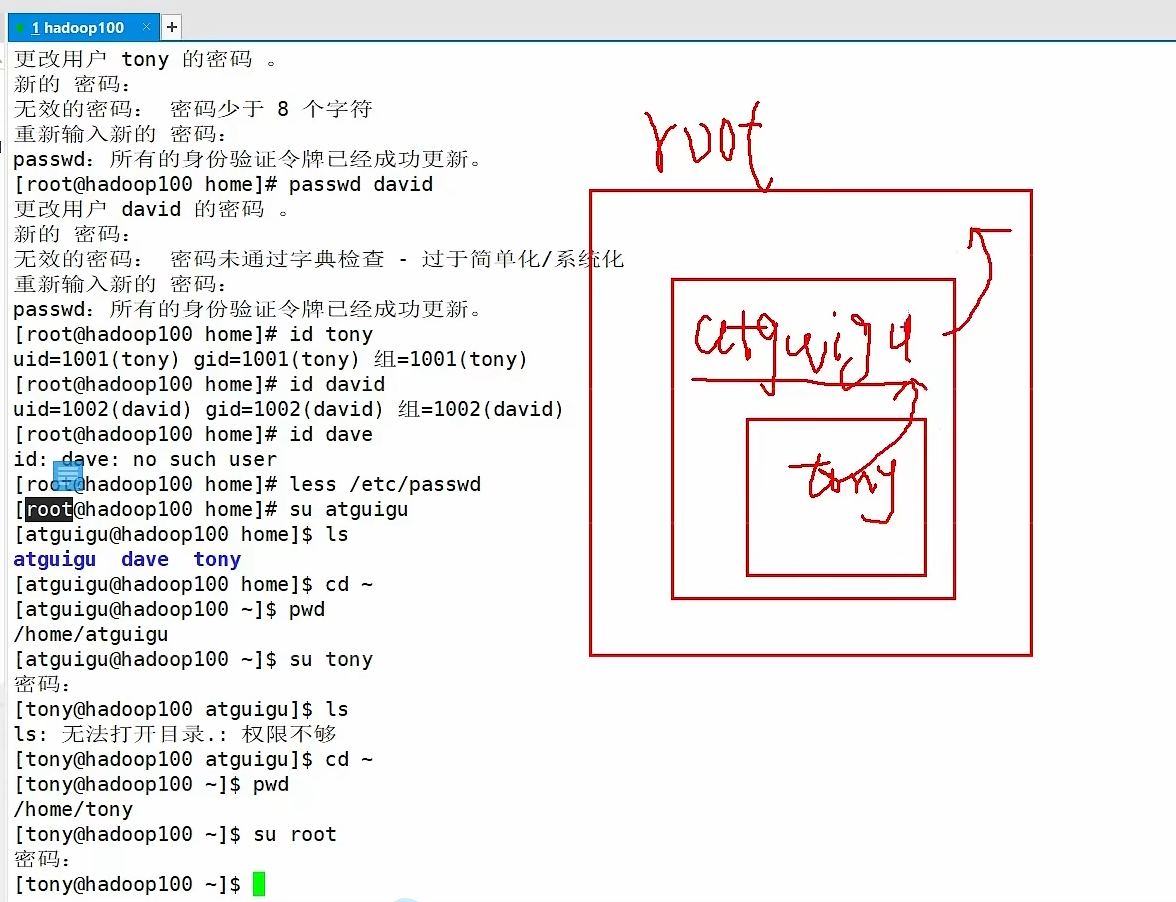 1 hadoop100 × +
更改用户 tony 的密码 。
新的 密码：
无效的密码： 密码少于 8 个字符
重新输入新的 密码：
passwd：所有的身份验证令牌已经成功更新。
[root@hadoop100 home]# passwd david
更改用户 david 的密码 。
新的 密码：
无效的密码： 密码未通过字典检查 - 过于简单化/系统化
重新输入新的 密码：
passwd：所有的身份验证令牌已经成功更新。
[root@hadoop100 home]# id tony
uid=1001(tony) gid=1001(tony) 组=1001(tony)
[root@hadoop100 home]# id david
uid=1002(david) gid=1002(david) 组=1002(david)
[root@hadoop100 home]# id dave
id: dave: no such user
[root@hadoop100 home]# less /etc/passwd
[root@hadoop100 home]# su atguigu
[atguigu@hadoop100 home]$ ls
atguigu  dave  tony
[atguigu@hadoop100 home]$ cd ~
[atguigu@hadoop100 ~]$ pwd
/home/atguigu
[atguigu@hadoop100 ~]$ su tony
密码：
[tony@hadoop100 atguigu]$ ls
ls: 无法打开目录.: 权限不够
[tony@hadoop100 atguigu]$ cd ~
[tony@hadoop100 ~]$ pwd
/home/tony
[tony@hadoop100 ~]$ su root
密码：
[tony@hadoop100 ~]$
root
atguigu
tony